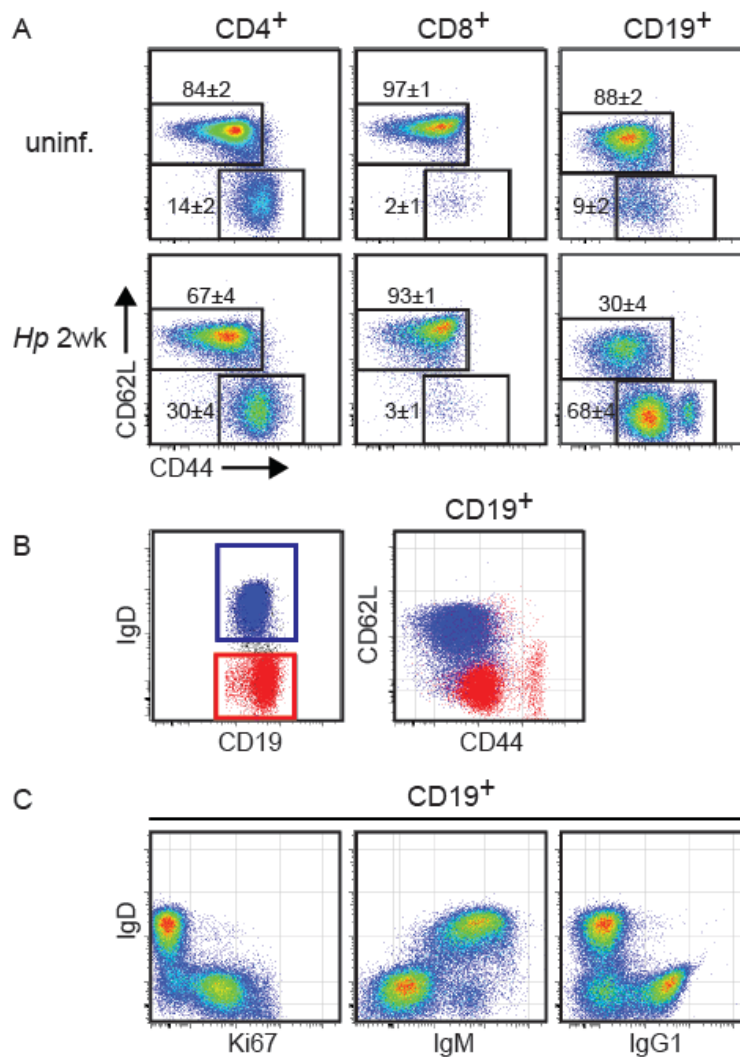 A
CD4+ CD8+ CD19+
uninf.
84±2 97±1 88±2
14±2 2±1 9±2
Hp 2wk
67±4 93±1 30±4
30±4 3±1 68±4
CD62L
CD44
B
CD19+
IgD CD62L
CD19 CD44
C
CD19+
IgD
Ki67 IgM IgG1